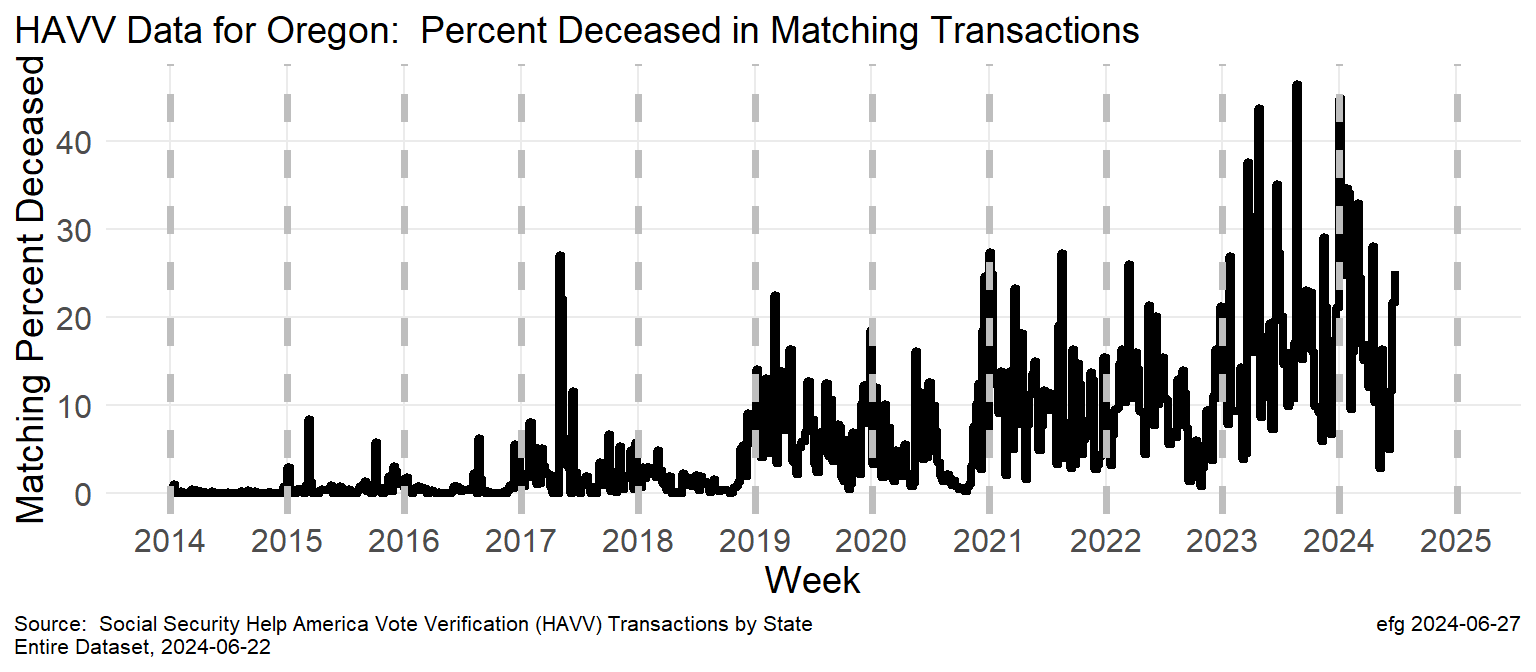 HAVV Data for Oregon:  Percent Deceased in Matching Transactions
Matching Percent Deceased
40
30
20
10
0
2014 2015 2016 2017 2018 2019 2020 2021 2022 2023 2024 2025
Week
Source:  Social Security Help America Vote Verification (HAVV) Transactions by State
Entire Dataset, 2024-06-22
efg 2024-06-27